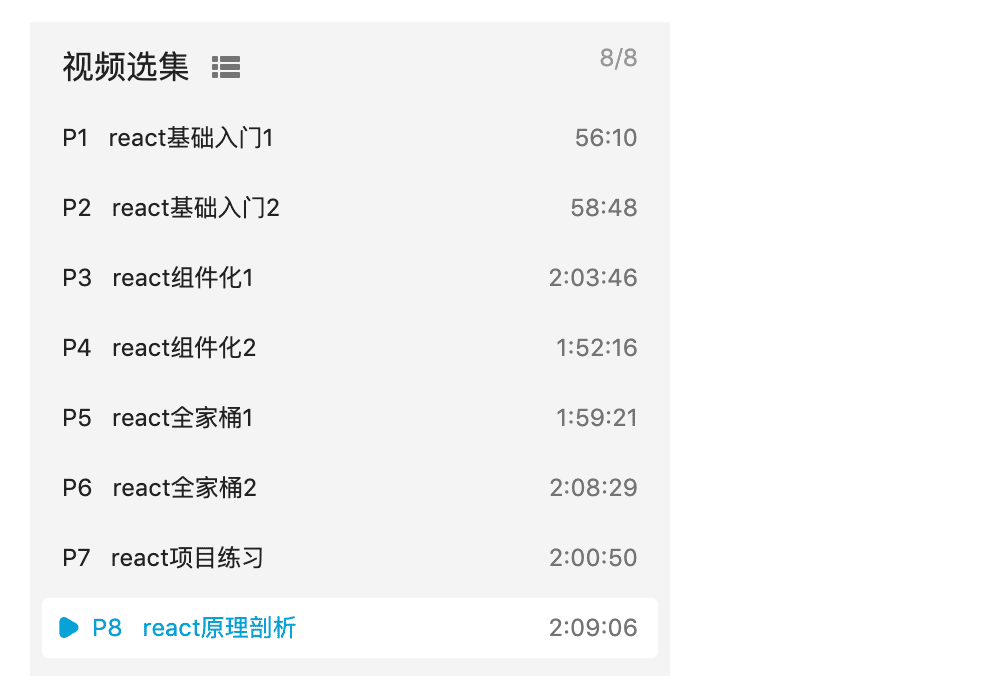 视频选集 8/8
P1 react基础入门1 56:10
P2 react基础入门2 58:48
P3 react组件化1 2:03:46
P4 react组件化2 1:52:16
P5 react全家桶1 1:59:21
P6 react全家桶2 2:08:29
P7 react项目练习 2:00:50
P8 react原理剖析 2:09:06